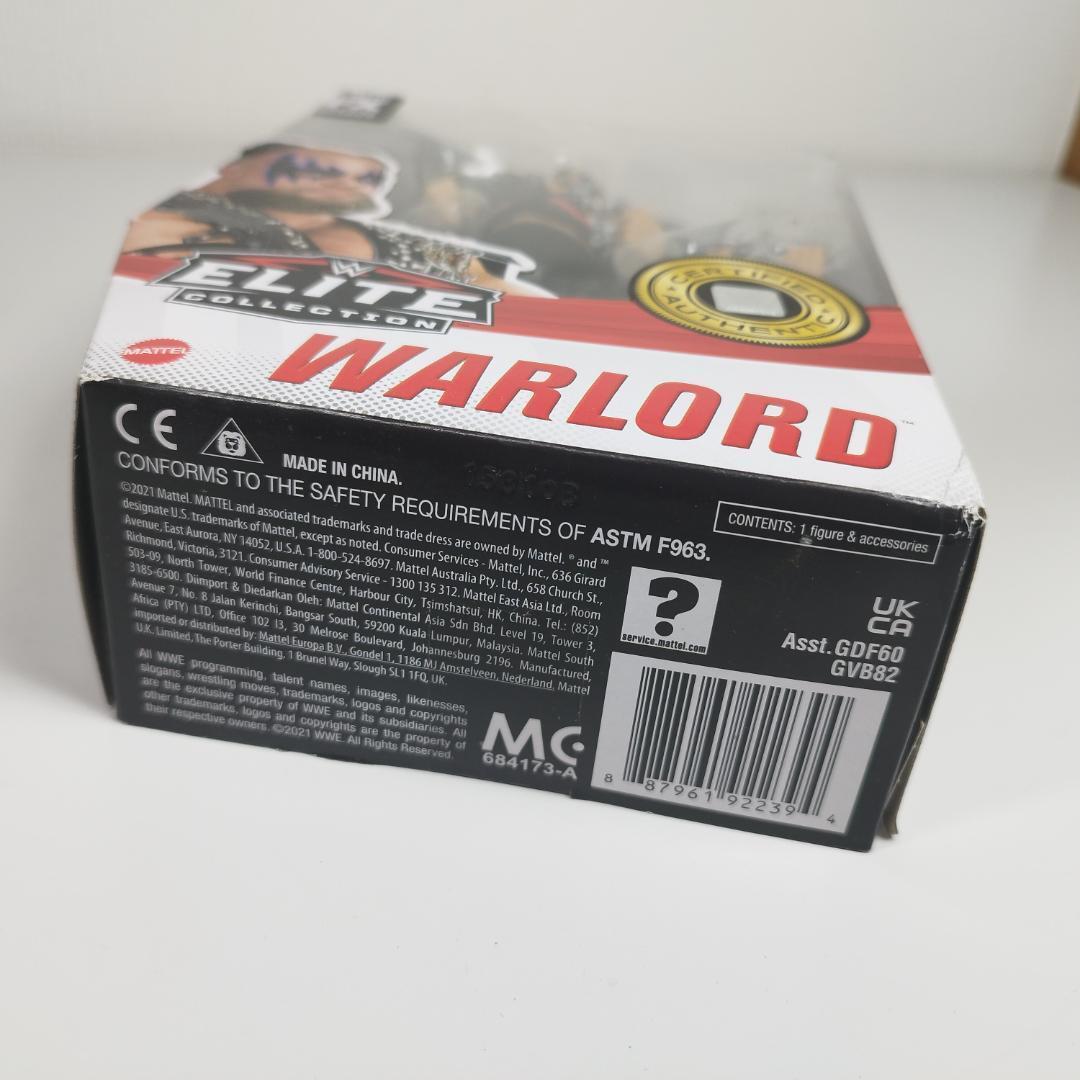 W
ELITE
COLLECTION
CERTIFIED
AUTHENTIC
MATTEL
WARLORD™
CE
MADE IN CHINA.
CONFORMS TO THE SAFETY REQUIREMENTS OF ASTM F963.
©2021 Mattel. MATTEL and associated trademarks and trade dress are owned by Mattel. ® and ™
designate U.S. trademarks of Mattel, except as noted. Consumer Services - Mattel, Inc., 636 Girard
Avenue, East Aurora, NY 14052, U.S.A. 1-800-524-8697. Mattel Australia Pty. Ltd., 658 Church St.,
Richmond, Victoria, 3121. Consumer Advisory Service - 1300 135 312. Mattel East Asia Ltd., Room
503-09, North Tower, World Finance Centre, Harbour City, Tsimshatsui, HK, China. Tel.: (852)
3185-6500. Diimport & Diedarkan Oleh: Mattel Continental Asia Sdn Bhd. Level 19, Tower 3,
Avenue 7, No. 8 Jalan Kerinchi, Bangsar South, 59200 Kuala Lumpur, Malaysia. Mattel South
Africa (PTY) LTD, Office 102 I3, 30 Melrose Boulevard, Johannesburg 2196. Manufactured,
imported or distributed by: Mattel Europa B.V., Gondel 1, 1186 MJ Amstelveen, Nederland. Mattel
U.K. Limited, The Porter Building, 1 Brunel Way, Slough SL1 1FQ, UK.
All WWE programming, talent names, images, likenesses,
slogans, wrestling moves, trademarks, logos and copyrights
are the exclusive property of WWE and its subsidiaries. All
other trademarks, logos and copyrights are the property of
their respective owners. ©2021 WWE. All Rights Reserved.
MC
684173-A
CONTENTS: 1 figure & accessories
?
service.mattel.com
UK
CA
Asst. GDF60
GVB82
8 87961 92239 4